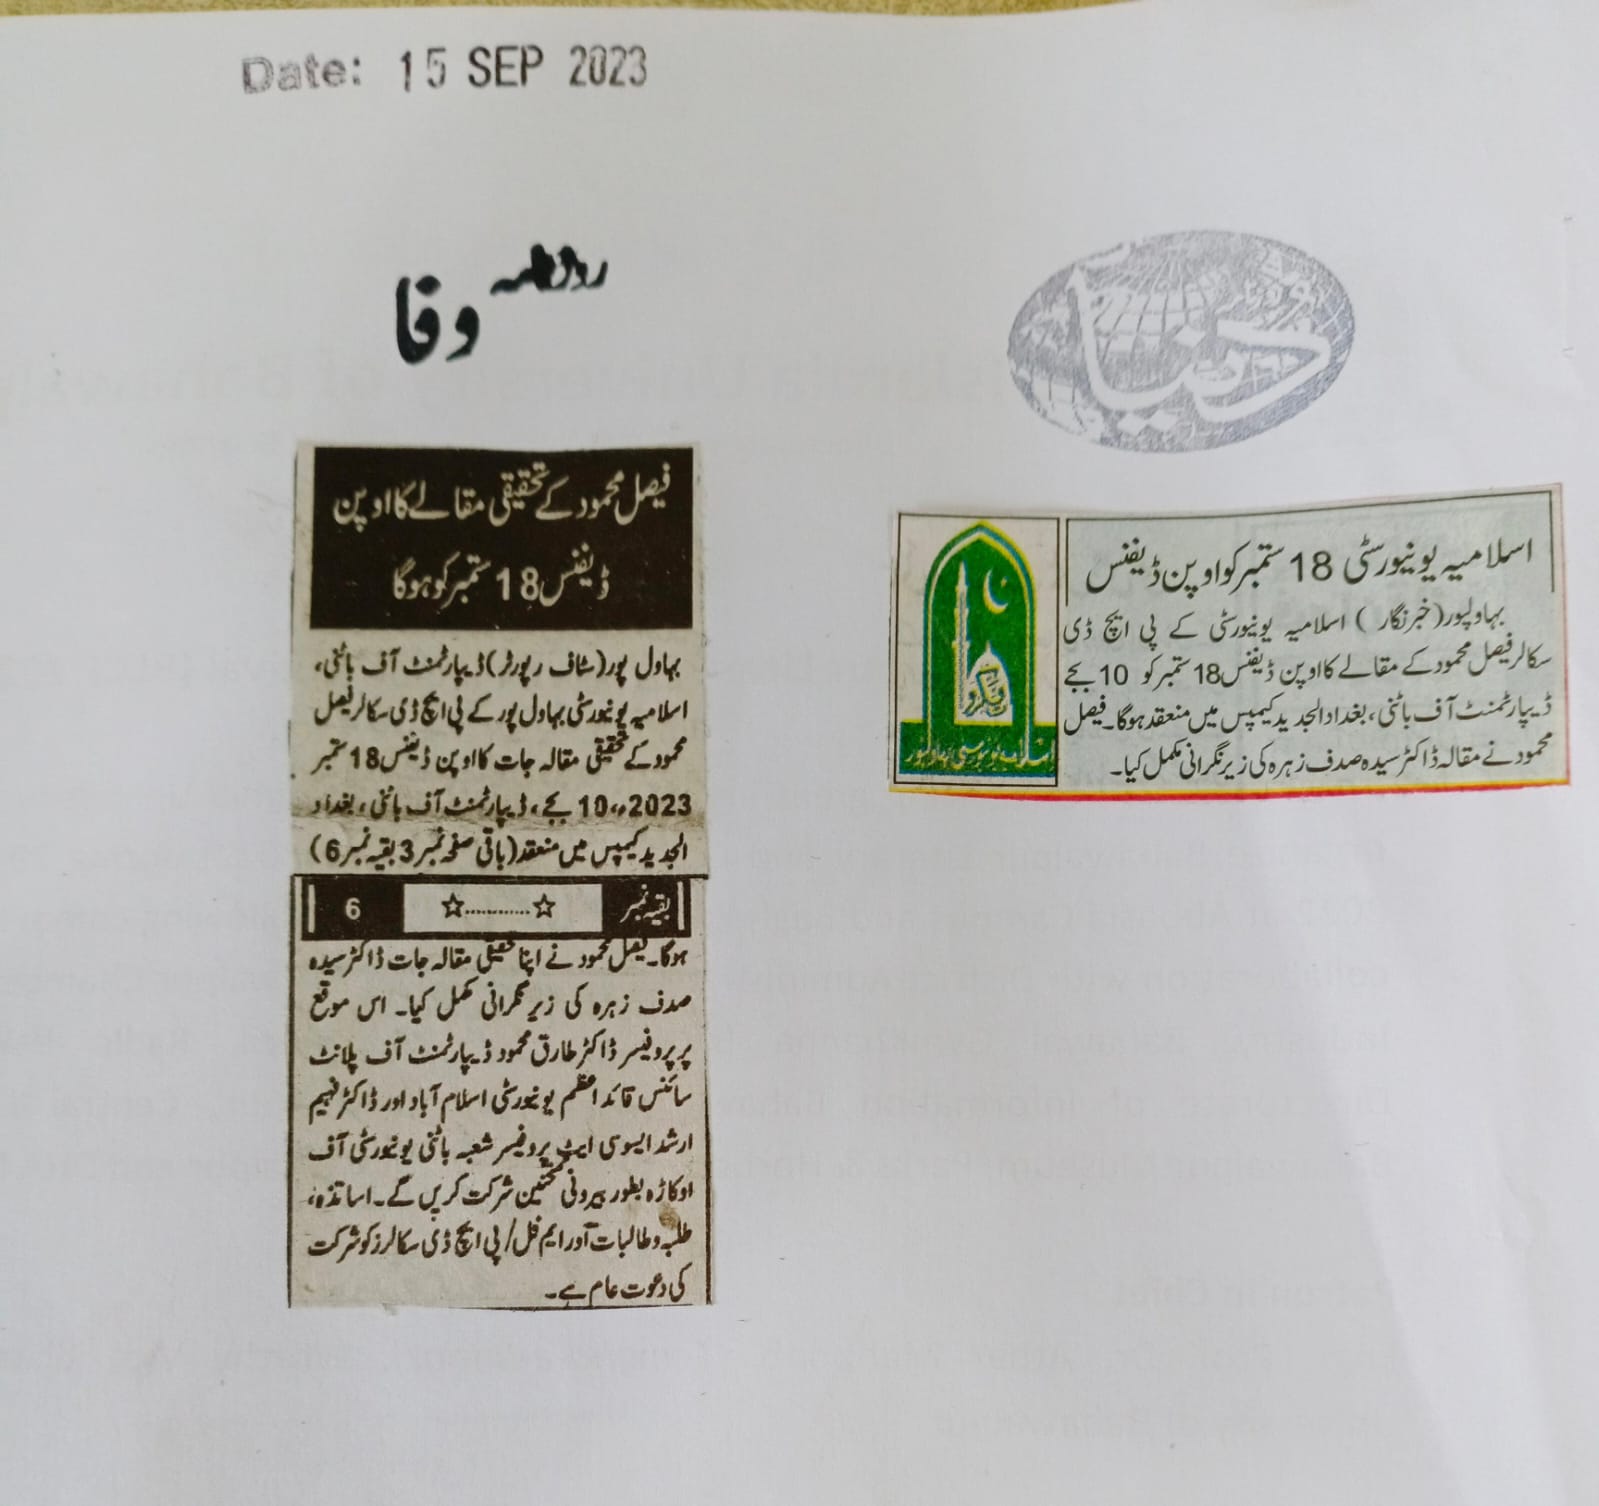 Date: 15 SEP 2023
روزنامہ
وفا
دنیا
فیصل محمود کے تحقیقی مقالے کا اوپن
ڈیفنس 18 ستمبر کو ہوگا
بہاول پور (سٹاف رپورٹر) ڈیپارٹمنٹ آف باٹنی،
اسلامیہ یونیورسٹی بہاول پور کے پی ایچ ڈی سکالر فیصل
محمود کے تحقیقی مقالہ جات کا اوپن ڈیفنس 18 ستمبر
2023ء، 10 بجے، ڈیپارٹمنٹ آف باٹنی، بغداد
الجدید کیمپس میں منعقد (باقی صفحہ نمبر 3 بقیہ نمبر 6)
بقیہ نمبر ☆...........☆ 6
ہوگا۔ فیصل محمود نے اپنا تحقیقی مقالہ جات ڈاکٹر سیدہ
صدف زہرہ کی زیر نگرانی مکمل کیا۔ اس موقع
پر پروفیسر ڈاکٹر طارق محمود ڈیپارٹمنٹ آف پلانٹ
سائنس قائد اعظم یونیورسٹی اسلام آباد اور ڈاکٹر فہیم
ارشد ایسوسی ایٹ پروفیسر شعبہ باٹنی یونیورسٹی آف
اوکاڑہ بطور بیرونی ممتحنین شرکت کریں گے۔ اساتذہ،
طلبہ و طالبات اور ایم فل/ پی ایچ ڈی سکالرز کو شرکت
کی دعوت عام ہے۔
اسلامیہ یونیورسٹی 18 ستمبر کو اوپن ڈیفنس
بہاولپور (خبر نگار) اسلامیہ یونیورسٹی کے پی ایچ ڈی
سکالر فیصل محمود کے مقالے کا اوپن ڈیفنس 18 ستمبر کو 10 بجے
ڈیپارٹمنٹ آف باٹنی، بغداد الجدید کیمپس میں منعقد ہوگا۔ فیصل
محمود نے مقالہ ڈاکٹر سیدہ صدف زہرہ کی زیر نگرانی مکمل کیا۔
اسلامیہ یونیورسٹی بہاولپور